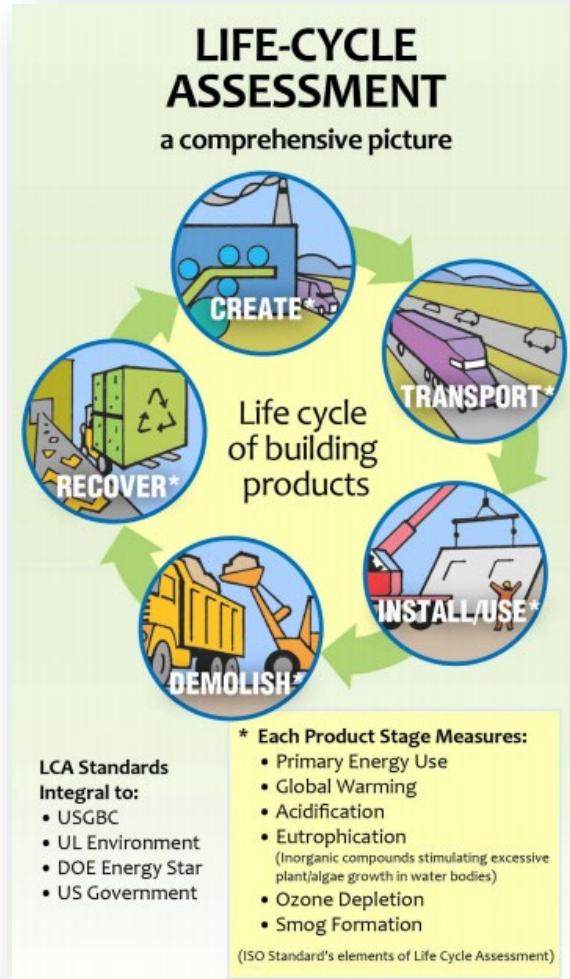 LIFE-CYCLE
ASSESSMENT
a comprehensive picture
CREATE*
TRANSPORT*
Life cycle
of building
products
RECOVER*
INSTALL/USE*
DEMOLISH*
LCA Standards
Integral to:
• USGBC
• UL Environment
• DOE Energy Star
• US Government
* Each Product Stage Measures:
• Primary Energy Use
• Global Warming
• Acidification
• Eutrophication
(Inorganic compounds stimulating excessive
plant/algae growth in water bodies)
• Ozone Depletion
• Smog Formation
(ISO Standard's elements of Life Cycle Assessment)